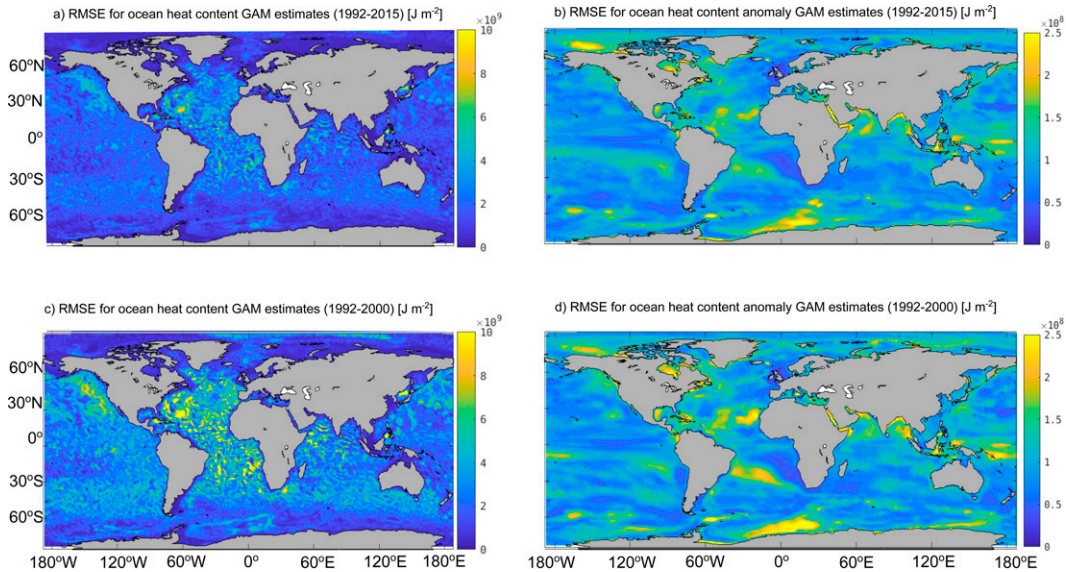 a) RMSE for ocean heat content GAM estimates (1992-2015) [J m⁻²]
b) RMSE for ocean heat content anomaly GAM estimates (1992-2015) [J m⁻²]
×10⁹
10
8
6
4
2
0
60ºN
30ºN
0º
30ºS
60ºS
×10⁸
2.5
2
1.5
1
0.5
0
c) RMSE for ocean heat content GAM estimates (1992-2000) [J m⁻²]
d) RMSE for ocean heat content anomaly GAM estimates (1992-2000) [J m⁻²]
×10⁹
10
8
6
4
2
0
60ºN
30ºN
0º
30ºS
60ºS
180ºW 120ºW 60ºW 0º 60ºE 120ºE 180ºE
×10⁸
2.5
2
1.5
1
0.5
0
180ºW 120ºW 60ºW 0º 60ºE 120ºE 180ºE